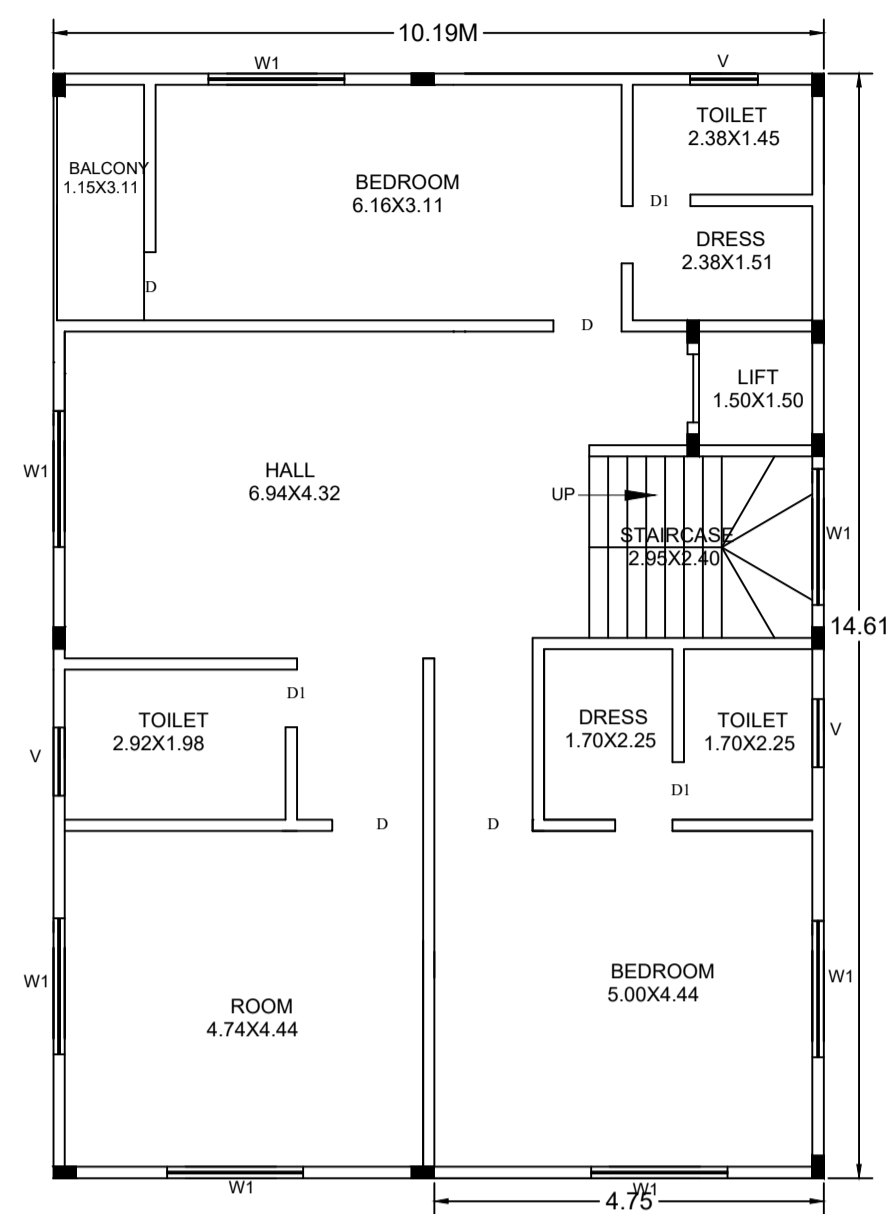 10.19M
W1
V
TOILET
2.38X1.45
BALCONY
1.15X3.11
BEDROOM
6.16X3.11
D1
DRESS
2.38X1.51
D
D
LIFT
1.50X1.50
HALL
6.94X4.32
W1
UP
STAIRCASE
2.95X2.40
W1
14.61
D1
TOILET
2.92X1.98
DRESS
1.70X2.25
TOILET
1.70X2.25
V
V
D1
D
D
BEDROOM
5.00X4.44
W1
W1
ROOM
4.74X4.44
W1
W1
4.75